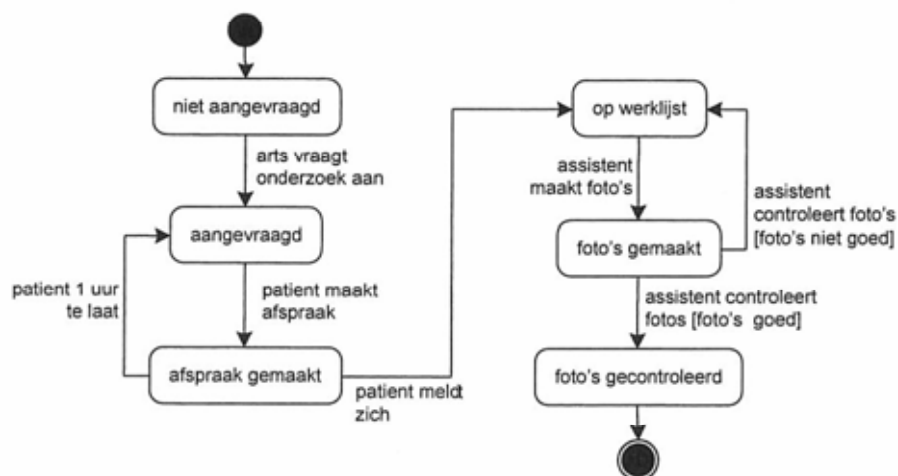 niet aangevraagd
arts vraagt
onderzoek aan
aangevraagd
patient 1 uur
te laat
patient maakt
afspraak
afspraak gemaakt
patient meldt
zich
op werklijst
assistent
maakt foto's
assistent
controleert foto's
[foto's niet goed]
foto's gemaakt
assistent controleert
fotos [foto's goed]
foto's gecontroleerd